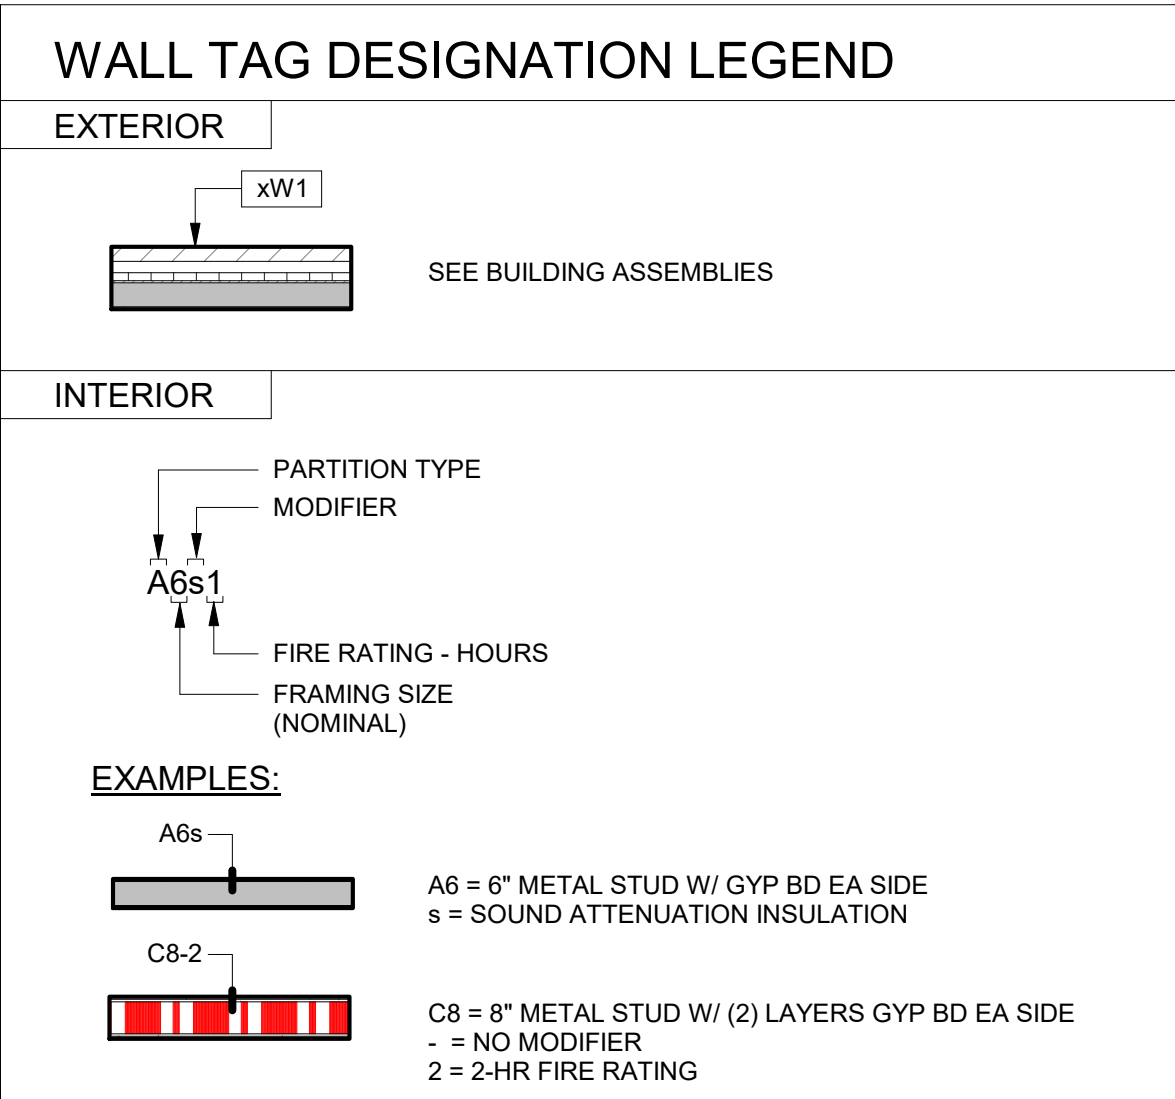 WALL TAG DESIGNATION LEGEND
EXTERIOR
xW1
SEE BUILDING ASSEMBLIES
INTERIOR
PARTITION TYPE
MODIFIER
A6s1
FIRE RATING - HOURS
FRAMING SIZE
(NOMINAL)
EXAMPLES:
A6s
A6 = 6" METAL STUD W/ GYP BD EA SIDE
s = SOUND ATTENUATION INSULATION
C8-2
C8 = 8" METAL STUD W/ (2) LAYERS GYP BD EA SIDE
- = NO MODIFIER
2 = 2-HR FIRE RATING